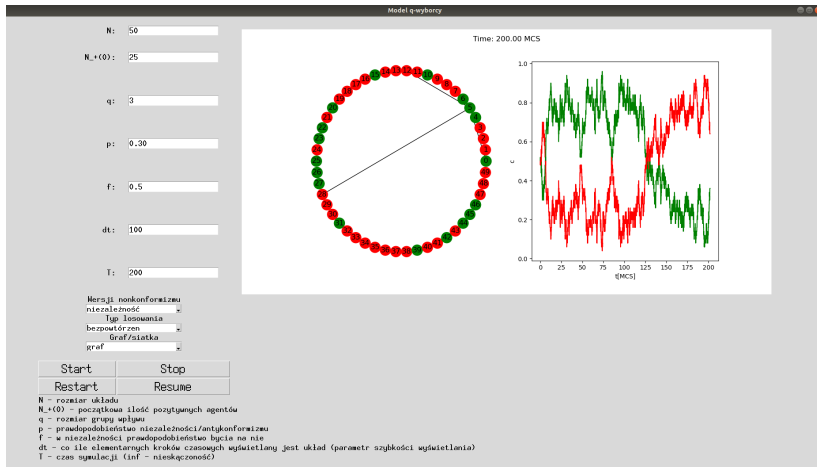 Model q-wyborcy
N: 50
N_+(0): 25
q: 3
p: 0.30
f: 0.5
dt: 100
T: 200
Wersji nonkonformizmu
niezależność
Typ losowania
bezpowtórzen
Graf/siatka
graf
Start Stop
Restart Resume
N - rozmiar układu
N_+(0) - początkowa ilość pozytywnych agentów
q - rozmiar grupy wpływu
p - prawdopodobieństwo niezależności/antykonformizmu
f - w niezależności prawdopodobieństwo bycia na nie
dt - co ile elementarnych kroków czasowych wyświetlany jest układ (parametr szybkości wyświetlania)
T - czas symulacji (inf - nieskączoność)
Time: 200.00 MCS
1.0
0.8
0.6
0.4
0.2
0.0
c
0 25 50 75 100 125 150 175 200
t[MCS]